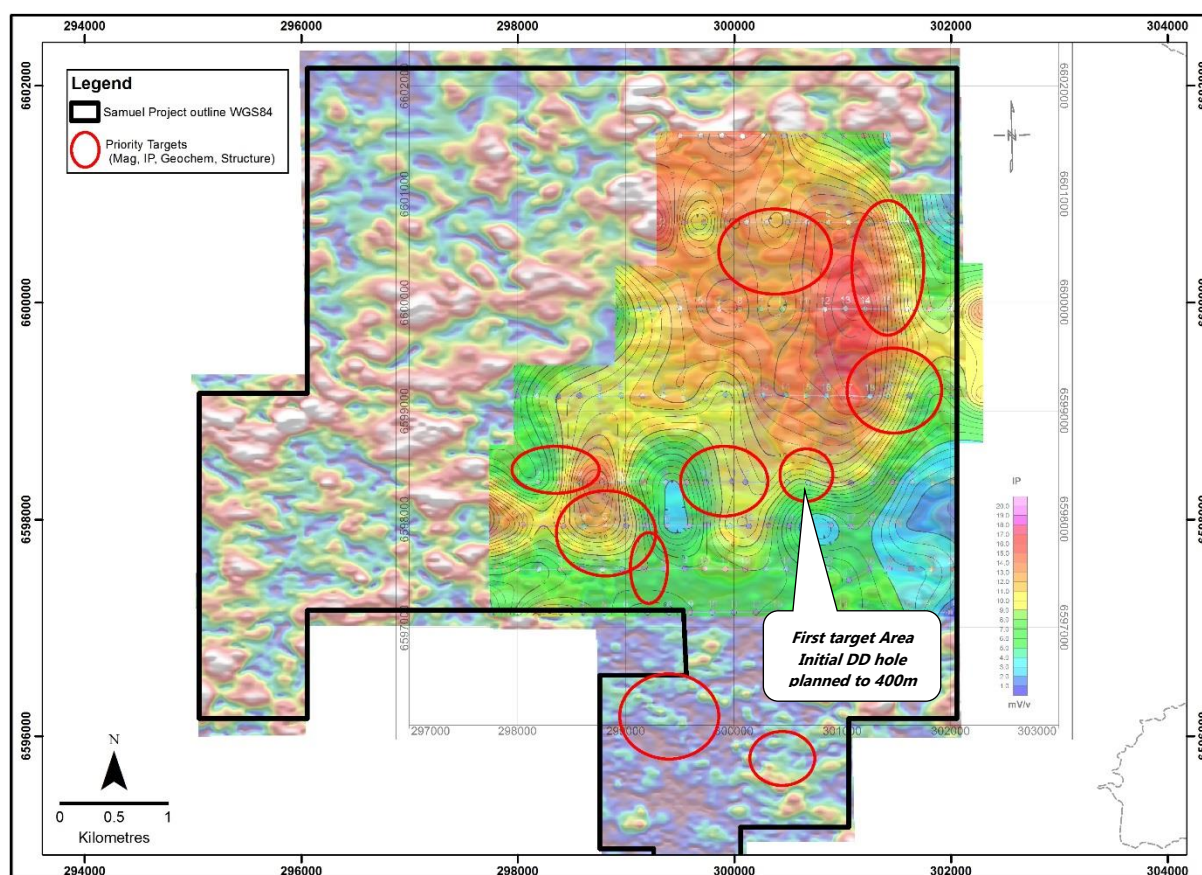 294000 296000 298000 300000 302000 304000
6602000
Legend
Samuel Project outline WGS84
Priority Targets
(Mag, IP, Geochem, Structure)
6602000
N
6601000
6601000
6600000
6600000
6600000
6599000
6599000
6598000
6598000
6598000
IP
20.0
19.0
18.0
17.0
16.0
15.0
14.0
13.0
12.0
11.0
10.0
9.0
8.0
7.0
6.0
5.0
4.0
3.0
2.0
1.0
mV/v
First target Area
Initial DD hole
planned to 400m
6597000
6597000
297000 298000 299000 300000 301000 302000 303000
6596000
N
0 0.5 1
Kilometres
294000 296000 298000 300000 302000 304000